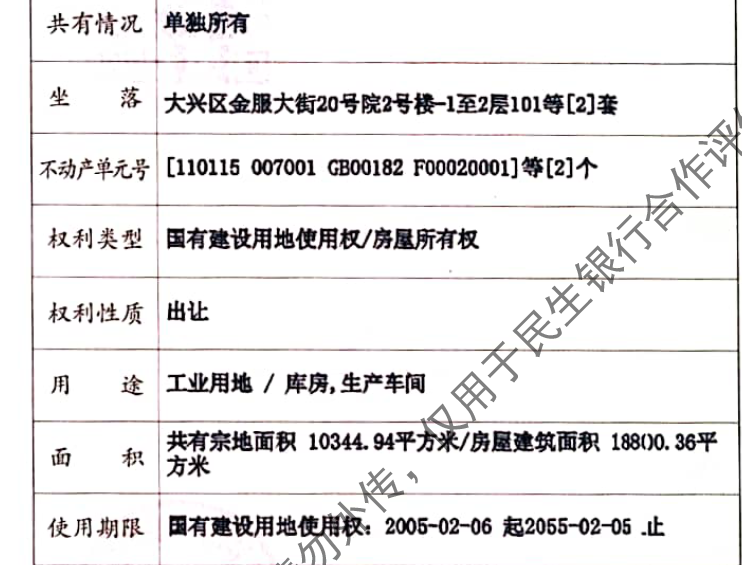 共有情况 单独所有
坐 落 大兴区金服大街20号院2号楼-1至2层101等[2]套
不动产单元号 [110115 007001 GB00182 F00020001]等[2]个
权利类型 国有建设用地使用权/房屋所有权
权利性质 出让
用 途 工业用地 / 库房,生产车间
面 积 共有宗地面积 10344.94平方米/房屋建筑面积 18800.36平
方米
使用期限 国有建设用地使用权：2005-02-06 起2055-02-05 止
勿外传，仅用于民生银行合作评